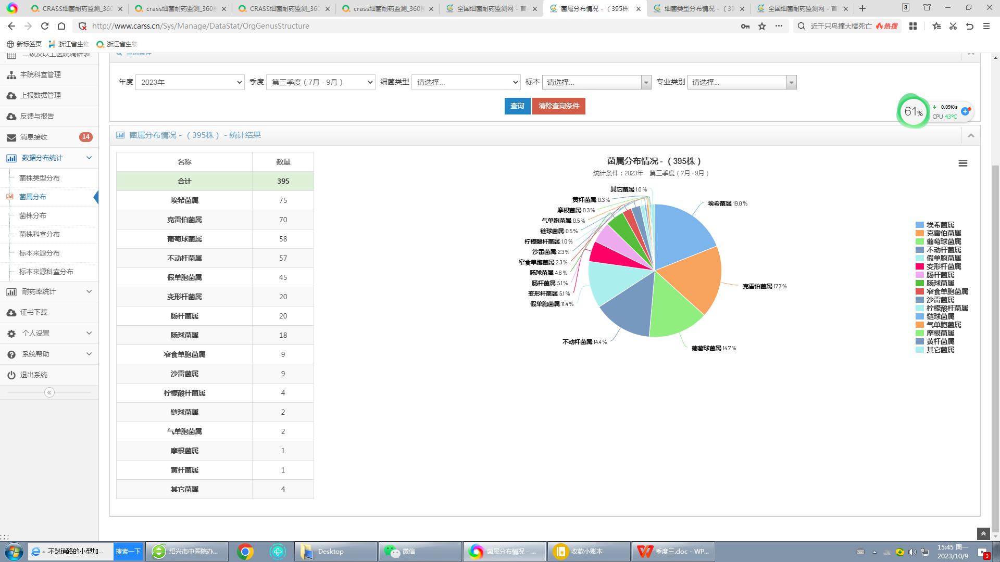 CRASS细菌耐药监测_360
crass细菌耐药监测_360搜
CRASS细菌耐药监测_360
crass细菌耐药监测_360搜
全国细菌耐药监测网 - 首
菌属分布情况 - （395株
细菌类型分布情况 - （39
全国细菌耐药监测网 - 首
8
http://www.carss.cn/Sys/Manage/DataStat/OrgGenusStructure
近千只鸟撞大楼死亡 热搜
新标签页
浙江省生物
浙江省生物
二级及以上医院调研表
本院科室管理
上报数据管理
反馈与报告
消息接收 14
数据分布统计
菌株类型分布
菌属分布
菌株分布
菌株科室分布
标本来源分布
标本来源科室分布
耐药率统计
证书下载
个人设置
系统帮助
退出系统
查询条件
年度 2023年 季度 第三季度（7月 - 9月） 细菌类型 请选择... 标本 请选择... 专业类别 请选择...
查询 清除查询条件
61%
0.09K/s
CPU 43℃
菌属分布情况 - （395株） - 统计结果
名称 数量
合计 395
埃希菌属 75
克雷伯菌属 70
葡萄球菌属 58
不动杆菌属 57
假单胞菌属 45
变形杆菌属 20
肠杆菌属 20
肠球菌属 18
窄食单胞菌属 9
沙雷菌属 9
柠檬酸杆菌属 4
链球菌属 2
气单胞菌属 2
摩根菌属 1
黄杆菌属 1
其它菌属 4
菌属分布情况 -（395株）
统计条件：2023年 第三季度（7月 - 9月）
其它菌属: 1.0 %
黄杆菌属: 0.3 %
摩根菌属: 0.3 %
气单胞菌属: 0.5 %
链球菌属: 0.5 %
柠檬酸杆菌属: 1.0 %
沙雷菌属: 2.3 %
窄食单胞菌属: 2.3 %
肠球菌属: 4.6 %
肠杆菌属: 5.1 %
变形杆菌属: 5.1 %
假单胞菌属: 11.4 %
不动杆菌属: 14.4 %
葡萄球菌属: 14.7 %
克雷伯菌属: 17.7 %
埃希菌属: 19.0 %
埃希菌属
克雷伯菌属
葡萄球菌属
不动杆菌属
假单胞菌属
变形杆菌属
肠杆菌属
肠球菌属
窄食单胞菌属
沙雷菌属
柠檬酸杆菌属
链球菌属
气单胞菌属
摩根菌属
黄杆菌属
其它菌属
不愁销路的小型加...
搜索一下
绍兴市中医院办...
Desktop
微信
菌属分布情况 - ...
收款小账本
季度三.doc - WP...
15:45 周一
2023/10/9
3